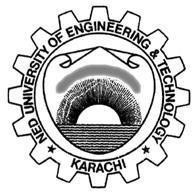 NED UNIVERSITY OF ENGINEERING & TECHNOLOGY
KARACHI